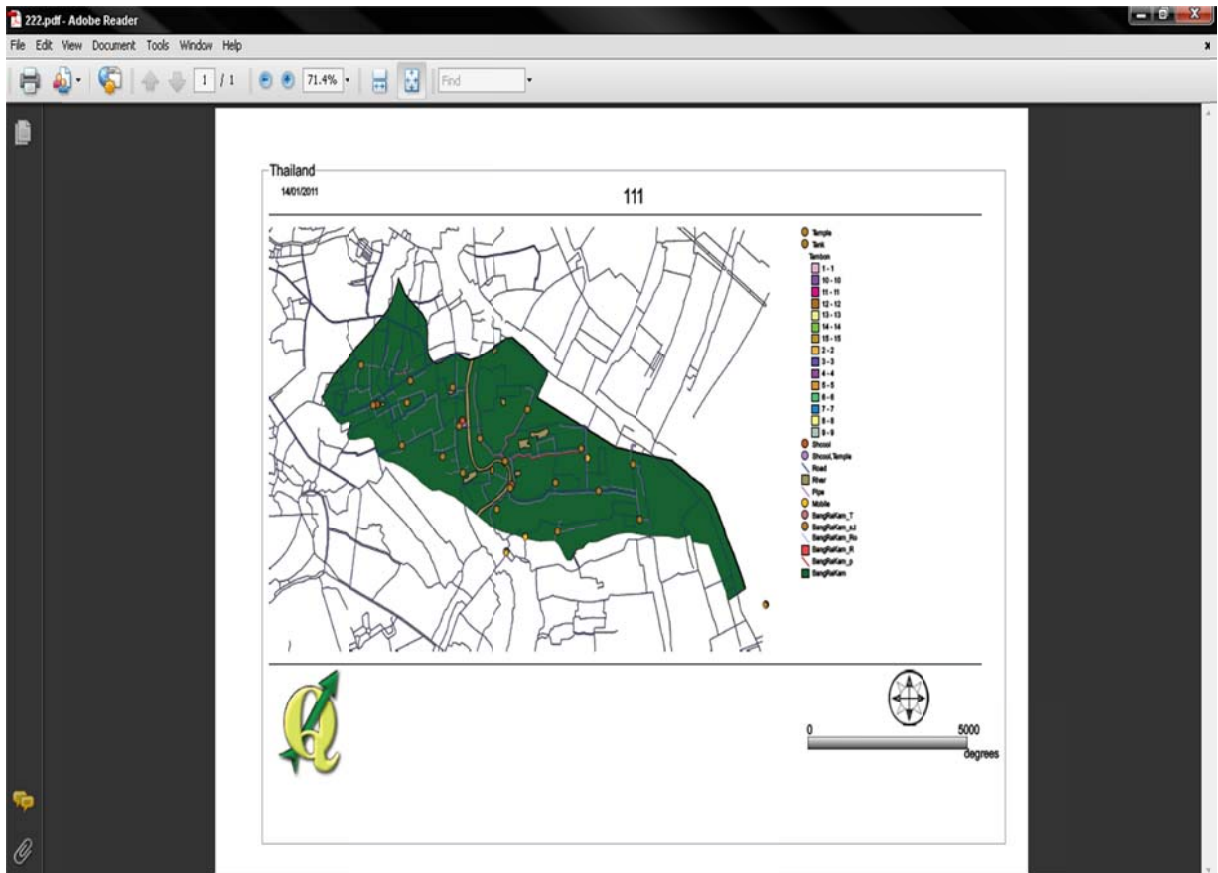 222.pdf - Adobe Reader
File Edit View Document Tools Window Help
x
1 / 1 71.4% Find
Thailand
14/01/2011
111
Temple
Tank
Tambon
1 - 1
10 - 10
11 - 11
12 - 12
13 - 13
14 - 14
15 - 15
2 - 2
3 - 3
4 - 4
5 - 5
6 - 6
7 - 7
8 - 8
9 - 9
Shcool
Shcool,Temple
Road
River
Pipe
Mobile
BangRaKam_T
BangRaKam_s,t
BangRaKam_Ro
BangRaKam_R
BangRaKam_p
BangRaKam
0 5000
degrees